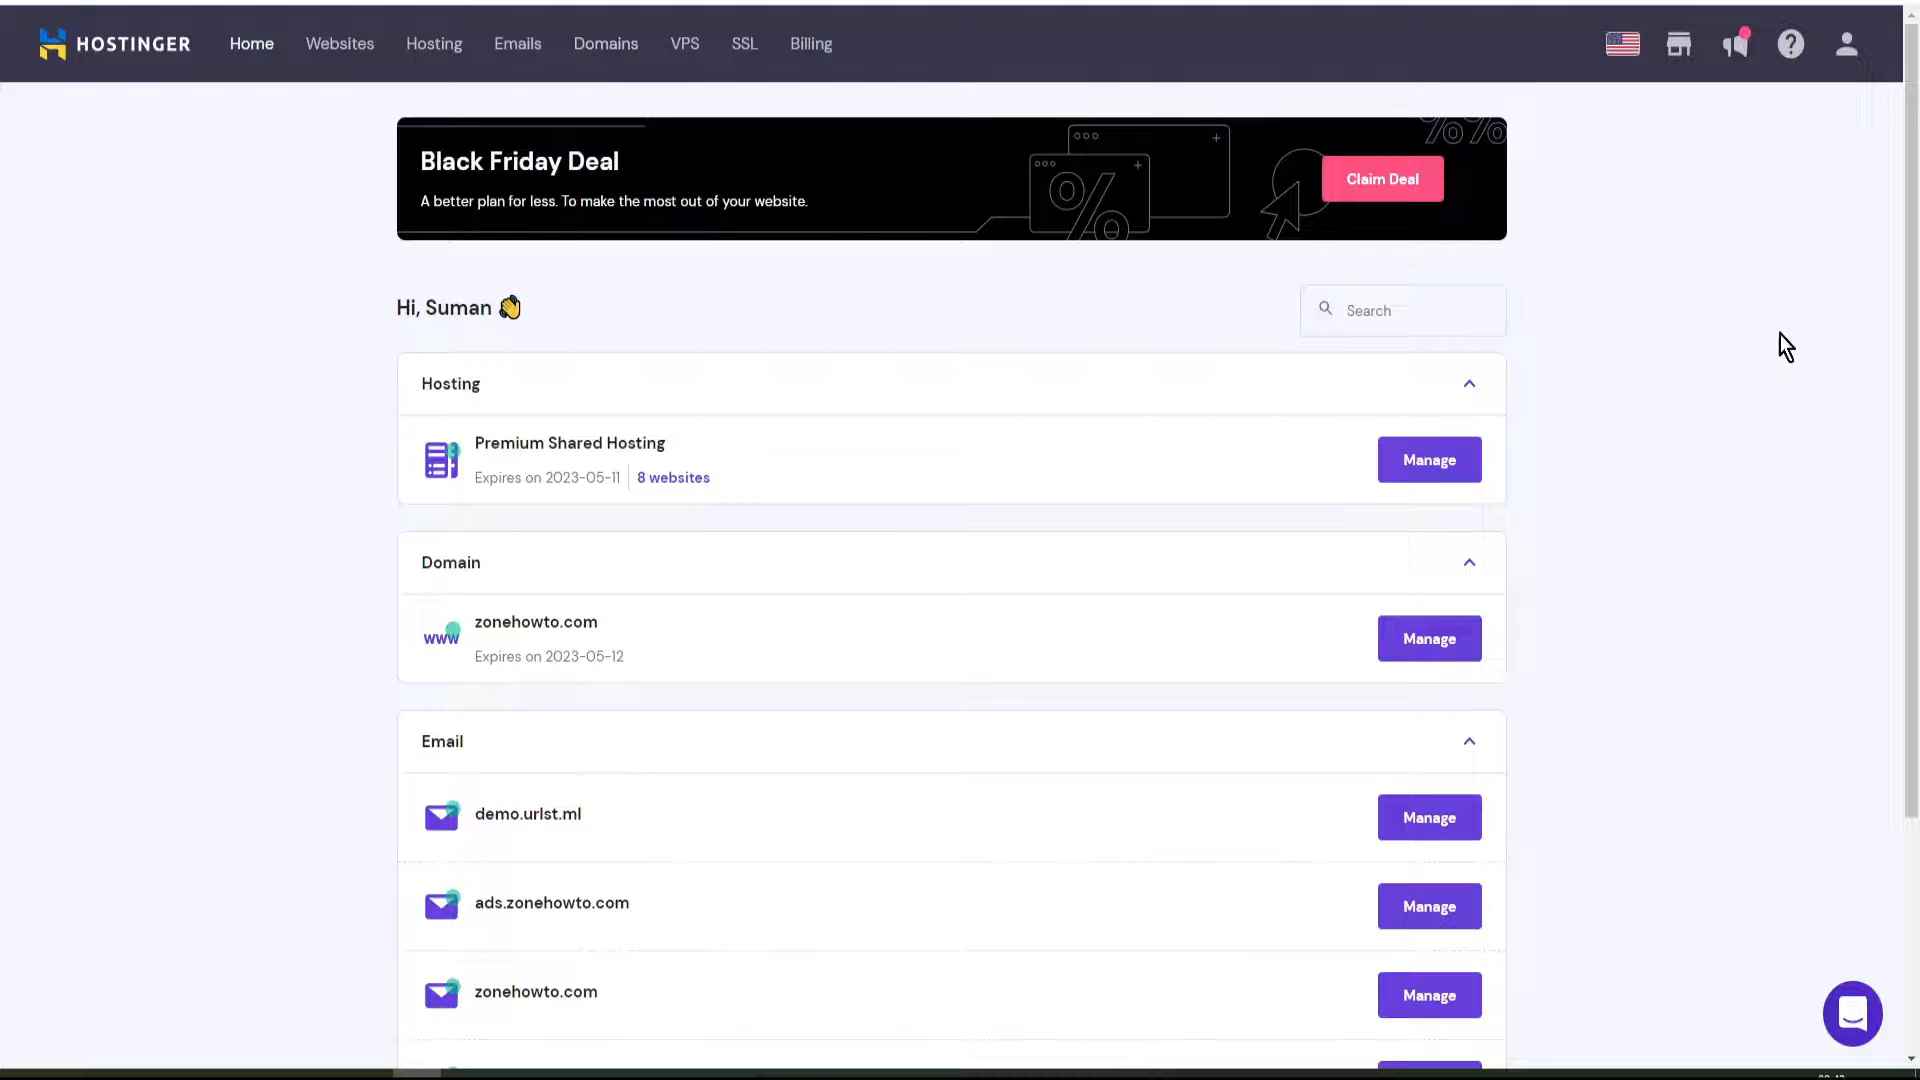 HOSTINGER Home Websites Hosting Emails Domains VPS SSL Billing
Black Friday Deal
A better plan for less. To make the most out of your website.
Claim Deal
Hi, Suman 👋
Search
Hosting
Premium Shared Hosting
Expires on 2023-05-11 8 websites
Manage
Domain
www
zonehowto.com
Expires on 2023-05-12
Manage
Email
demo.urlst.ml
Manage
ads.zonehowto.com
Manage
zonehowto.com
Manage